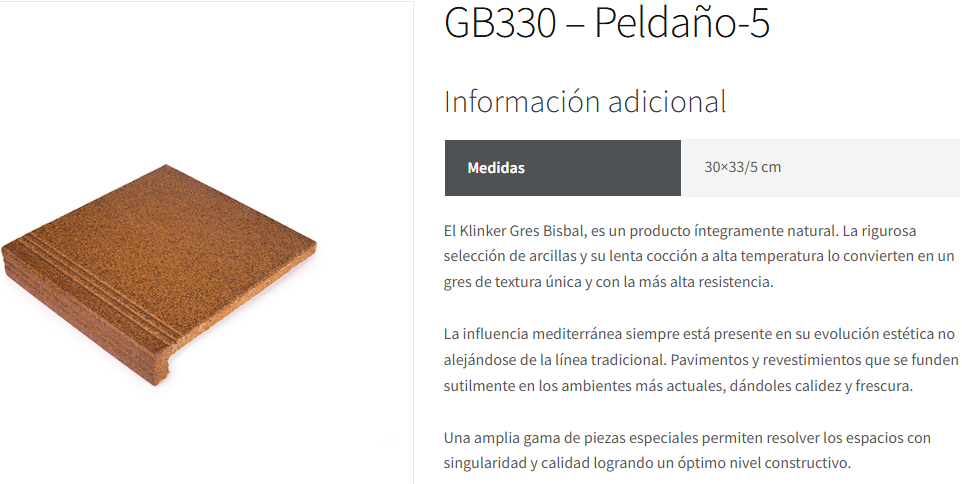 GB330 – Peldaño-5
Información adicional
Medidas
30×33/5 cm
El Klinker Gres Bisbal, es un producto íntegramente natural. La rigurosa
selección de arcillas y su lenta cocción a alta temperatura lo convierten en un
gres de textura única y con la más alta resistencia.
La influencia mediterránea siempre está presente en su evolución estética no
alejándose de la línea tradicional. Pavimentos y revestimientos que se funden
sutilmente en los ambientes más actuales, dándoles calidez y frescura.
Una amplia gama de piezas especiales permiten resolver los espacios con
singularidad y calidad logrando un óptimo nivel constructivo.